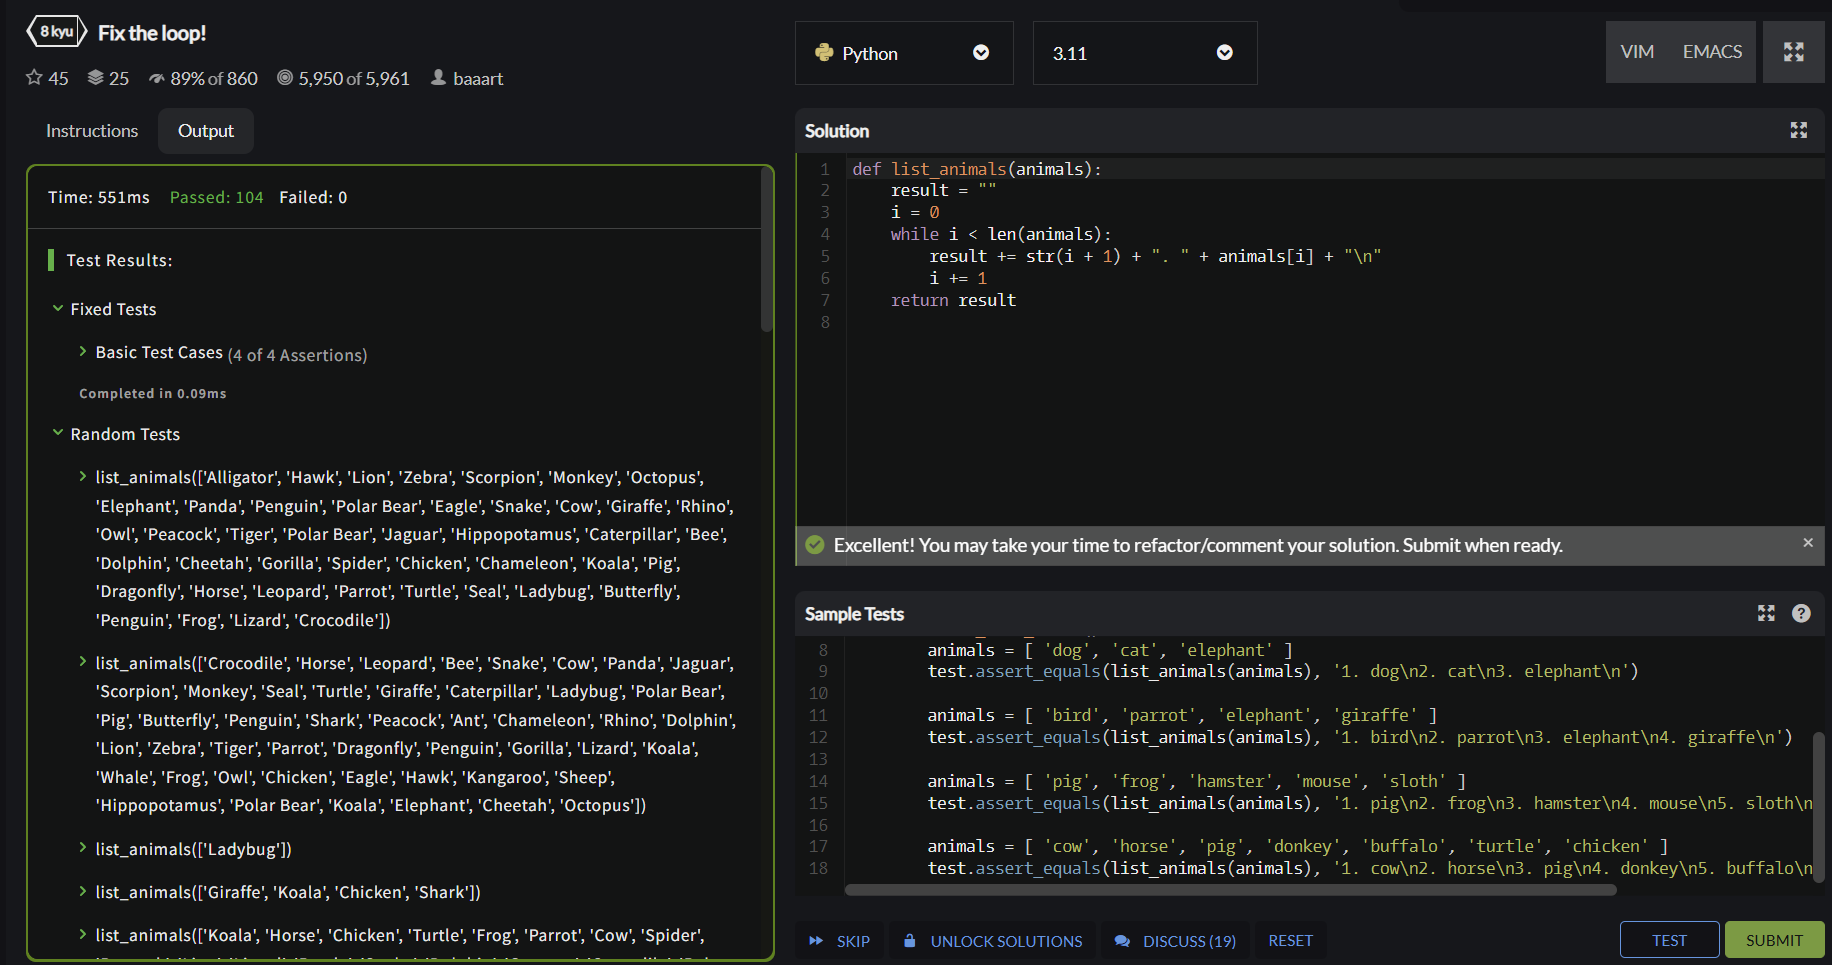 8 kyu Fix the loop!
45 25 89% of 860 5,950 of 5,961 baaart
Instructions Output
Time: 551ms Passed: 104 Failed: 0
Test Results:
Fixed Tests
Basic Test Cases (4 of 4 Assertions)
Completed in 0.09ms
Random Tests
list_animals(['Alligator', 'Hawk', 'Lion', 'Zebra', 'Scorpion', 'Monkey', 'Octopus',
'Elephant', 'Panda', 'Penguin', 'Polar Bear', 'Eagle', 'Snake', 'Cow', 'Giraffe', 'Rhino',
'Owl', 'Peacock', 'Tiger', 'Polar Bear', 'Jaguar', 'Hippopotamus', 'Caterpillar', 'Bee',
'Dolphin', 'Cheetah', 'Gorilla', 'Spider', 'Chicken', 'Chameleon', 'Koala', 'Pig',
'Dragonfly', 'Horse', 'Leopard', 'Parrot', 'Turtle', 'Seal', 'Ladybug', 'Butterfly',
'Penguin', 'Frog', 'Lizard', 'Crocodile'])
list_animals(['Crocodile', 'Horse', 'Leopard', 'Bee', 'Snake', 'Cow', 'Panda', 'Jaguar',
'Scorpion', 'Monkey', 'Seal', 'Turtle', 'Giraffe', 'Caterpillar', 'Ladybug', 'Polar Bear',
'Pig', 'Butterfly', 'Penguin', 'Shark', 'Peacock', 'Ant', 'Chameleon', 'Rhino', 'Dolphin',
'Lion', 'Zebra', 'Tiger', 'Parrot', 'Dragonfly', 'Penguin', 'Gorilla', 'Lizard', 'Koala',
'Whale', 'Frog', 'Owl', 'Chicken', 'Eagle', 'Hawk', 'Kangaroo', 'Sheep',
'Hippopotamus', 'Polar Bear', 'Koala', 'Elephant', 'Cheetah', 'Octopus'])
list_animals(['Ladybug'])
list_animals(['Giraffe', 'Koala', 'Chicken', 'Shark'])
list_animals(['Koala', 'Horse', 'Chicken', 'Turtle', 'Frog', 'Parrot', 'Cow', 'Spider',
Python 3.11 VIM EMACS
Solution
1 def list_animals(animals):
2 result = ""
3 i = 0
4 while i < len(animals):
5 result += str(i + 1) + ". " + animals[i] + "\n"
6 i += 1
7 return result
8
Excellent! You may take your time to refactor/comment your solution. Submit when ready.
Sample Tests
8 animals = [ 'dog', 'cat', 'elephant' ]
9 test.assert_equals(list_animals(animals), '1. dog\n2. cat\n3. elephant\n')
10
11 animals = [ 'bird', 'parrot', 'elephant', 'giraffe' ]
12 test.assert_equals(list_animals(animals), '1. bird\n2. parrot\n3. elephant\n4. giraffe\n')
13
14 animals = [ 'pig', 'frog', 'hamster', 'mouse', 'sloth' ]
15 test.assert_equals(list_animals(animals), '1. pig\n2. frog\n3. hamster\n4. mouse\n5. sloth\n
16
17 animals = [ 'cow', 'horse', 'pig', 'donkey', 'buffalo', 'turtle', 'chicken' ]
18 test.assert_equals(list_animals(animals), '1. cow\n2. horse\n3. pig\n4. donkey\n5. buffalo\n
SKIP UNLOCK SOLUTIONS DISCUSS (19) RESET TEST SUBMIT